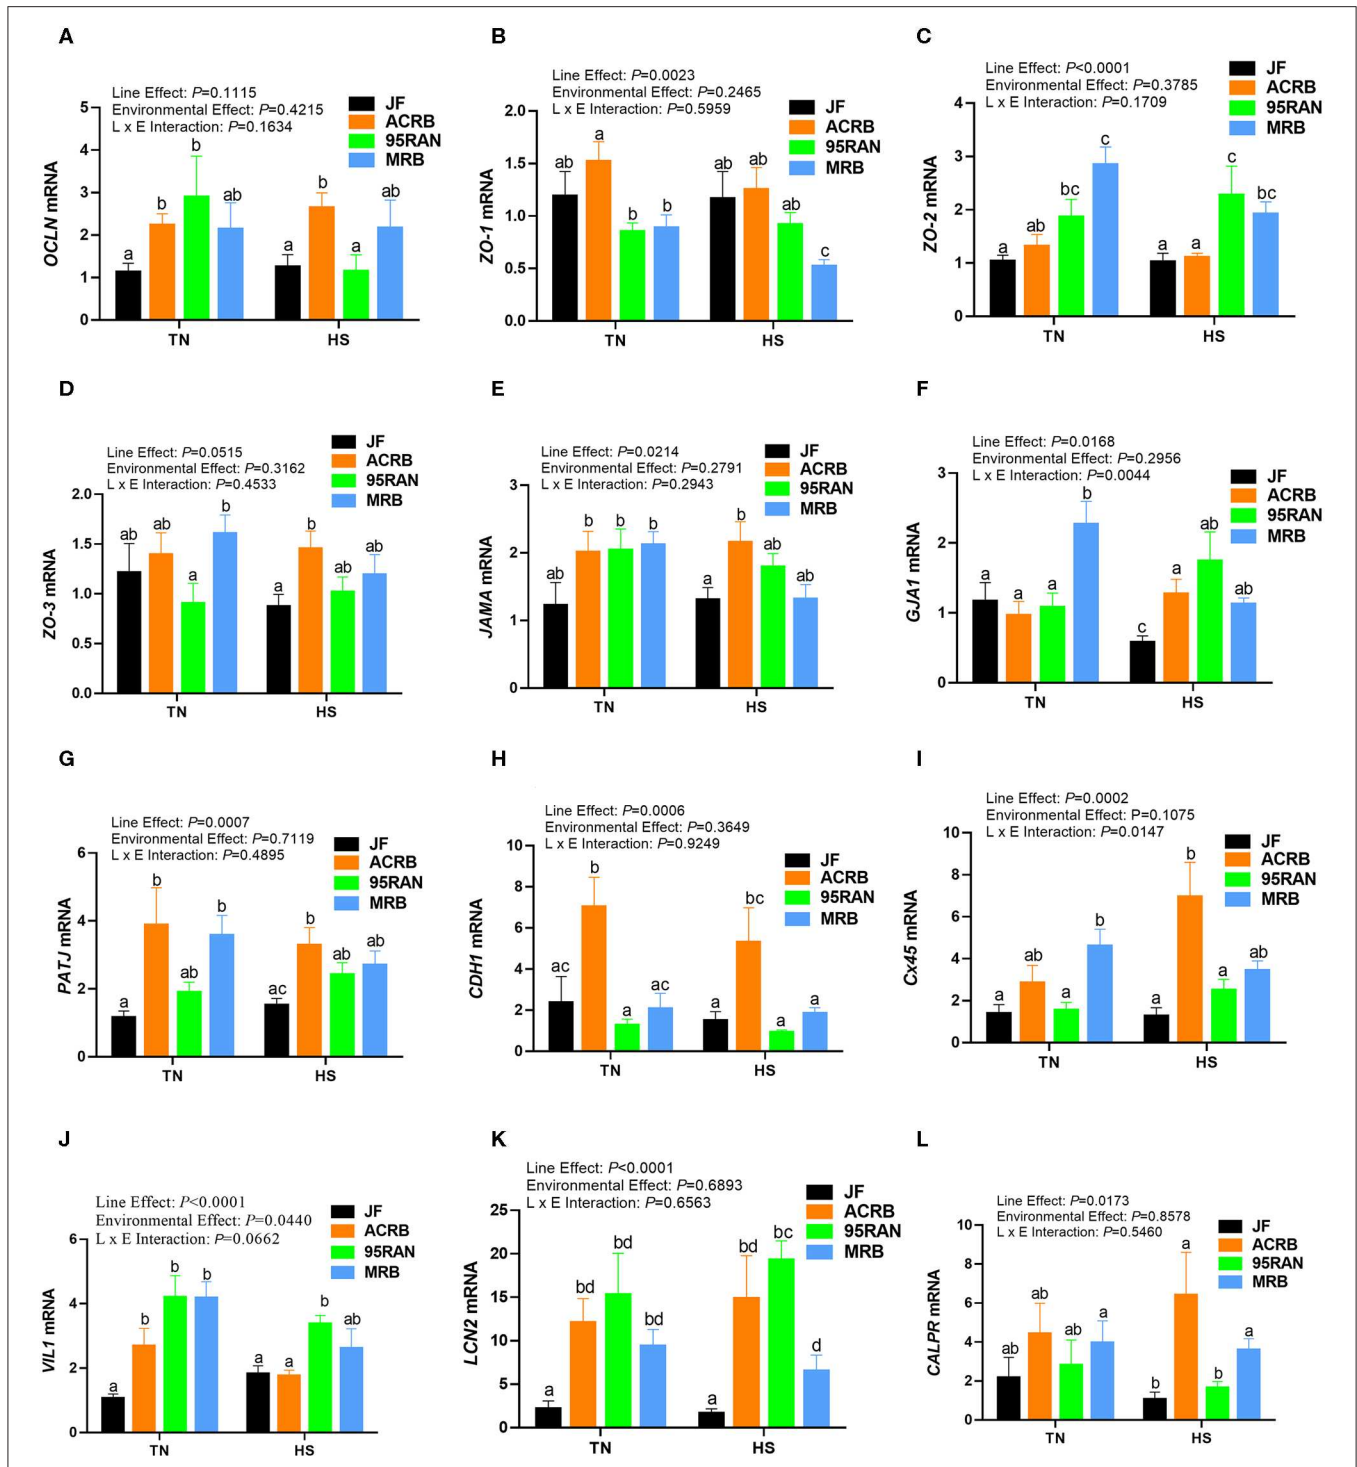 A
Line Effect: P=0.1115
Environmental Effect: P=0.4215
L x E Interaction: P=0.1634
JF
ACRB
95RAN
MRB
OCLN mRNA
5
4
3
2
1
0
a
b
b
ab
a
b
a
ab
TN
HS
B
Line Effect: P=0.0023
Environmental Effect: P=0.2465
L x E Interaction: P=0.5959
JF
ACRB
95RAN
MRB
ZO-1 mRNA
2.0
1.5
1.0
0.5
0.0
ab
a
b
b
ab
ab
ab
c
TN
HS
C
Line Effect: P<0.0001
Environmental Effect: P=0.3785
L x E Interaction: P=0.1709
JF
ACRB
95RAN
MRB
ZO-2 mRNA
4
3
2
1
0
a
ab
bc
c
a
a
c
bc
TN
HS
D
Line Effect: P=0.0515
Environmental Effect: P=0.3162
L x E Interaction: P=0.4533
JF
ACRB
95RAN
MRB
ZO-3 mRNA
2.0
1.5
1.0
0.5
0.0
ab
ab
a
b
a
b
ab
ab
TN
HS
E
Line Effect: P=0.0214
Environmental Effect: P=0.2791
L x E Interaction: P=0.2943
JF
ACRB
95RAN
MRB
JAMA mRNA
3
2
1
0
ab
b
b
b
a
b
ab
ab
TN
HS
F
Line Effect: P=0.0168
Environmental Effect: P=0.2956
L x E Interaction: P=0.0044
JF
ACRB
95RAN
MRB
GJA1 mRNA
3
2
1
0
a
a
a
b
c
a
ab
ab
TN
HS
G
Line Effect: P=0.0007
Environmental Effect: P=0.7119
L x E Interaction: P=0.4895
JF
ACRB
95RAN
MRB
PATJ mRNA
6
4
2
0
a
b
ab
b
ac
b
ab
ab
TN
HS
H
Line Effect: P=0.0006
Environmental Effect: P=0.3649
L x E Interaction: P=0.9249
JF
ACRB
95RAN
MRB
CDH1 mRNA
10
8
6
4
2
0
ac
b
a
ac
a
bc
a
a
TN
HS
I
Line Effect: P=0.0002
Environmental Effect: P=0.1075
L x E Interaction: P=0.0147
JF
ACRB
95RAN
MRB
Cx45 mRNA
10
8
6
4
2
0
a
ab
a
b
a
b
a
ab
TN
HS
J
Line Effect: P<0.0001
Environmental Effect: P=0.0440
L x E Interaction: P=0.0662
JF
ACRB
95RAN
MRB
VIL1 mRNA
6
4
2
0
a
b
b
b
a
a
b
ab
TN
HS
K
Line Effect: P<0.0001
Environmental Effect: P=0.6893
L x E Interaction: P=0.6563
JF
ACRB
95RAN
MRB
LCN2 mRNA
25
20
15
10
5
0
a
bd
bd
bd
a
bd
bc
d
TN
HS
L
Line Effect: P=0.0173
Environmental Effect: P=0.8578
L x E Interaction: P=0.5460
JF
ACRB
95RAN
MRB
CALPR mRNA
10
8
6
4
2
0
ab
ab
ab
a
b
a
b
a
TN
HS